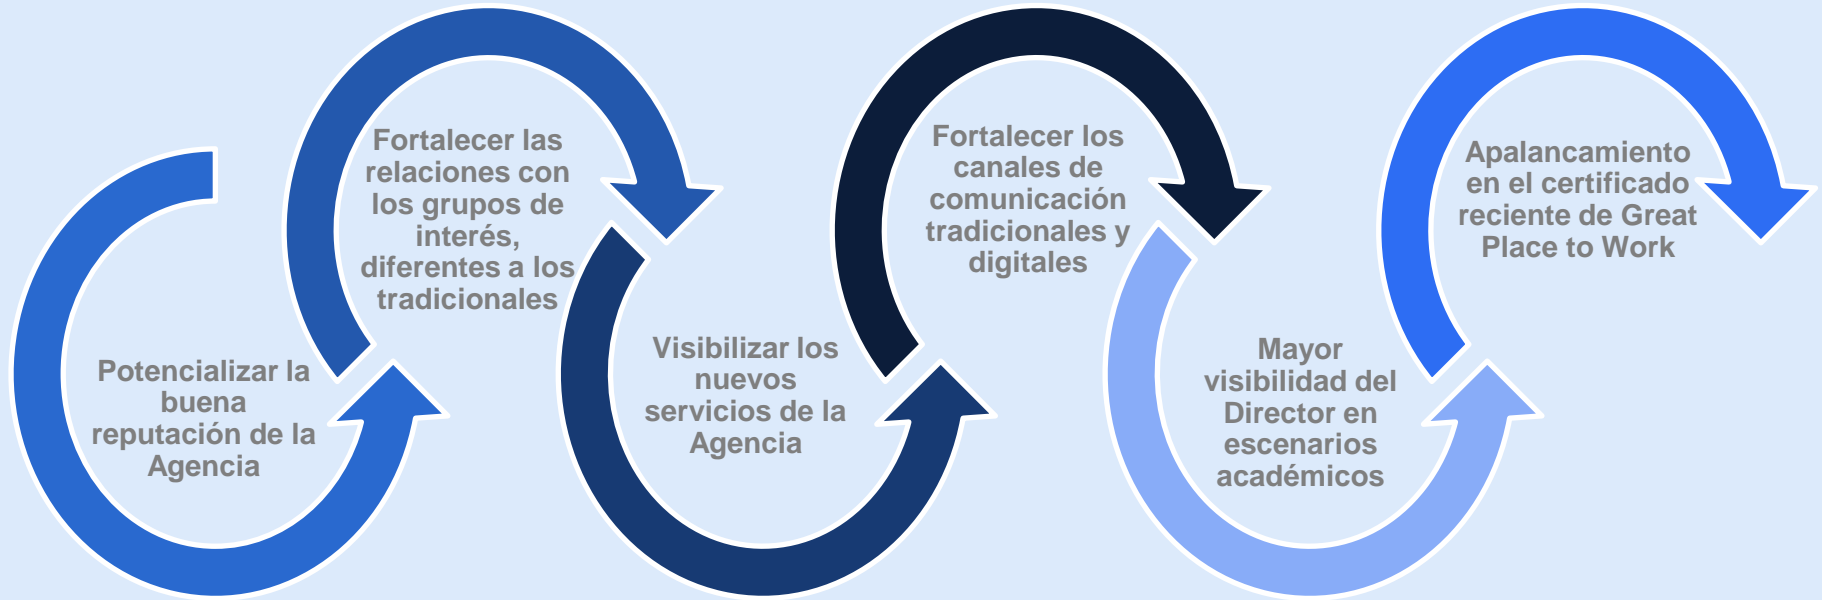 Potencializar la
buena
reputación de la
Agencia
Fortalecer las
relaciones con
los grupos de
interés,
diferentes a los
tradicionales
Visibilizar los
nuevos
servicios de la
Agencia
Fortalecer los
canales de
comunicación
tradicionales y
digitales
Mayor
visibilidad del
Director en
escenarios
académicos
Apalancamiento
en el certificado
reciente de Great
Place to Work